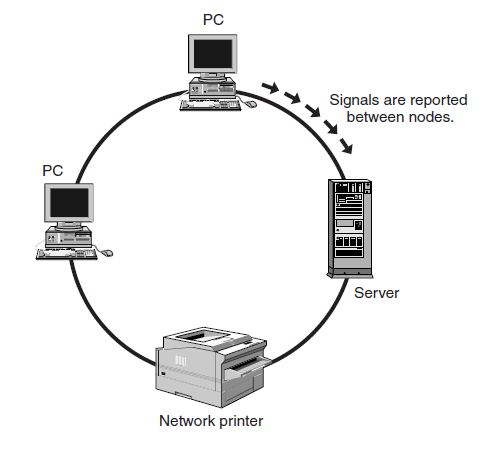 PC
Signals are reported
between nodes.
PC
Server
Network printer